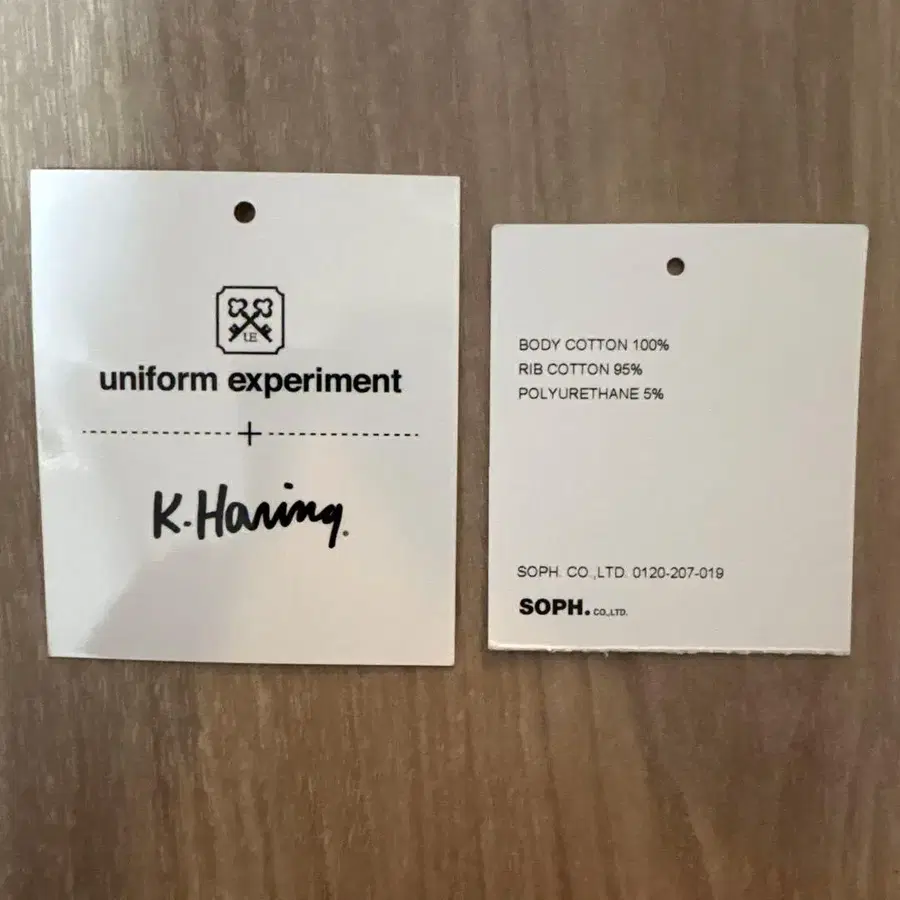 UE
uniform experiment
+
K.Haring.
BODY COTTON 100%
RIB COTTON 95%
POLYURETHANE 5%
SOPH. CO.,LTD. 0120-207-019
SOPH. CO.,LTD.